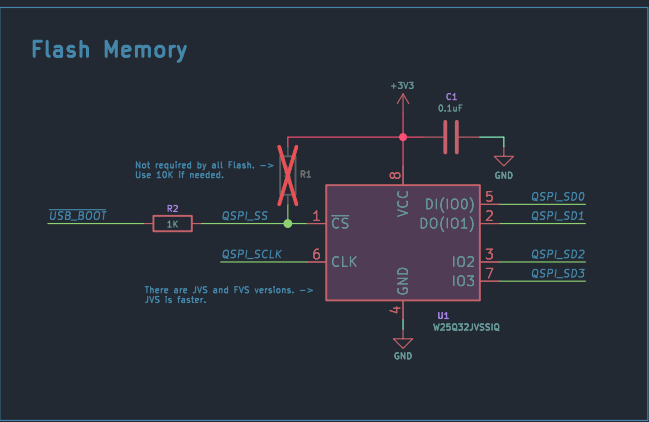 Flash Memory
+3V3
C1
0.1uF
GND
Not required by all Flash. ->
Use 10K if needed.
R1
8
VCC
USB_BOOT
R2
1K
QSPI_SS
1
CS
DI(IO0)
5
QSPI_SD0
DO(IO1)
2
QSPI_SD1
QSPI_SCLK
6
CLK
IO2
3
QSPI_SD2
IO3
7
QSPI_SD3
GND
4
There are JVS and FVS versions. ->
JVS is faster.
U1
W25Q32JVSSIQ
GND